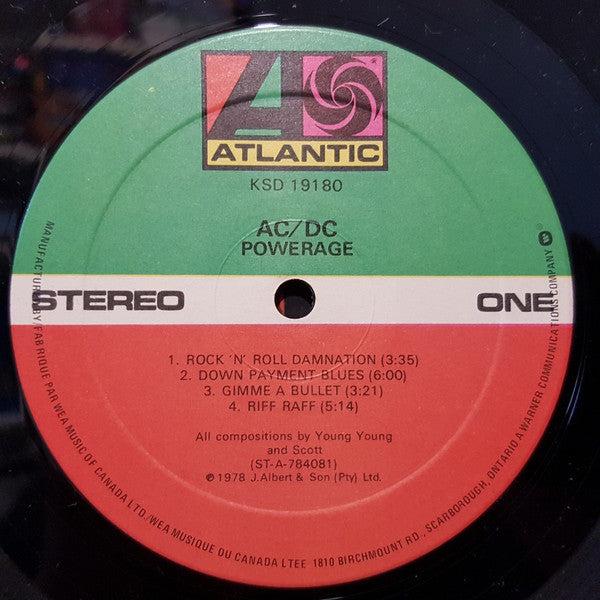 ATLANTIC
KSD 19180
AC/DC
POWERAGE
STEREO
ONE
1. ROCK 'N' ROLL DAMNATION (3:35)
2. DOWN PAYMENT BLUES (6:00)
3. GIMME A BULLET (3:21)
4. RIFF RAFF (5:14)
All compositions by Young Young
and Scott
(ST-A-784081)
℗ 1978 J.Albert & Son (Pty) Ltd.
MANUFACTURED BY/FABRIQUE PAR WEA MUSIC OF CANADA LTD./WEA MUSIQUE DU CANADA LTEE 1810 BIRCHMOUNT RD., SCARBOROUGH, ONTARIO A WARNER COMMUNICATIONS COMPANY